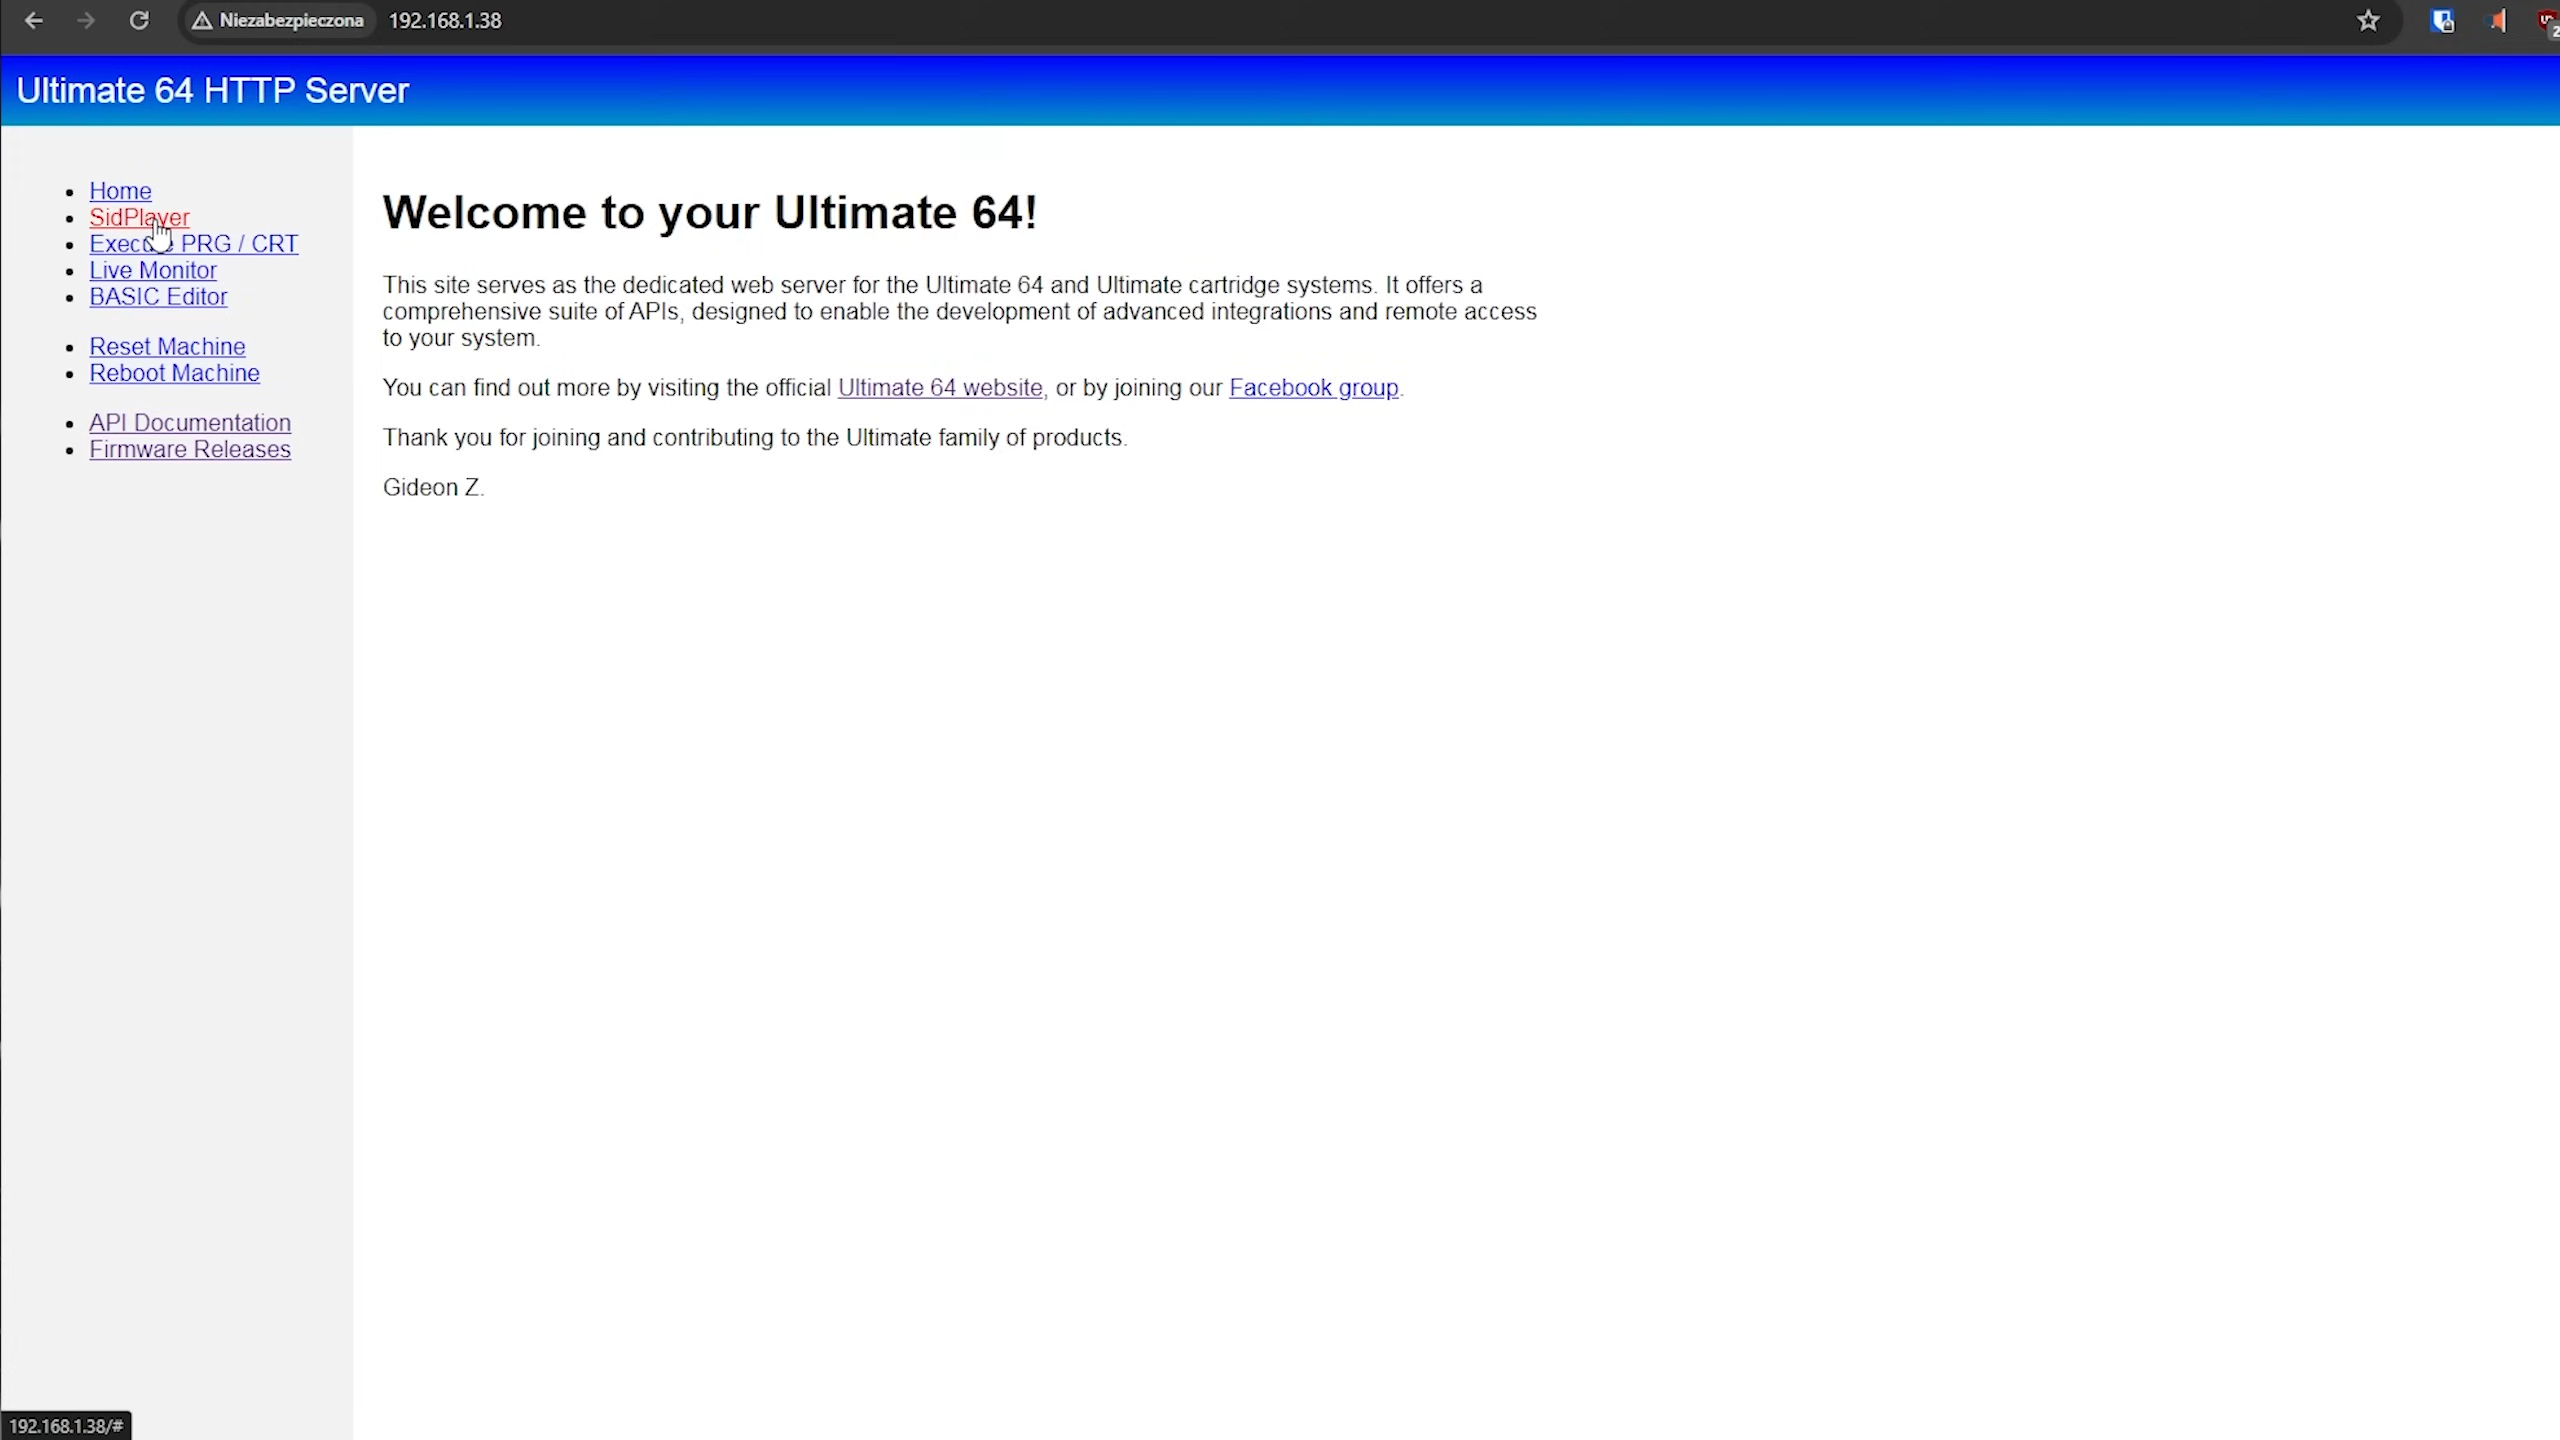 Niezabezpieczona 192.168.1.38
Ultimate 64 HTTP Server
Home
SidPlayer
Execute PRG / CRT
Live Monitor
BASIC Editor
Reset Machine
Reboot Machine
API Documentation
Firmware Releases
Welcome to your Ultimate 64!
This site serves as the dedicated web server for the Ultimate 64 and Ultimate cartridge systems. It offers a
comprehensive suite of APIs, designed to enable the development of advanced integrations and remote access
to your system.
You can find out more by visiting the official Ultimate 64 website, or by joining our Facebook group.
Thank you for joining and contributing to the Ultimate family of products.
Gideon Z.
192.168.1.38/#